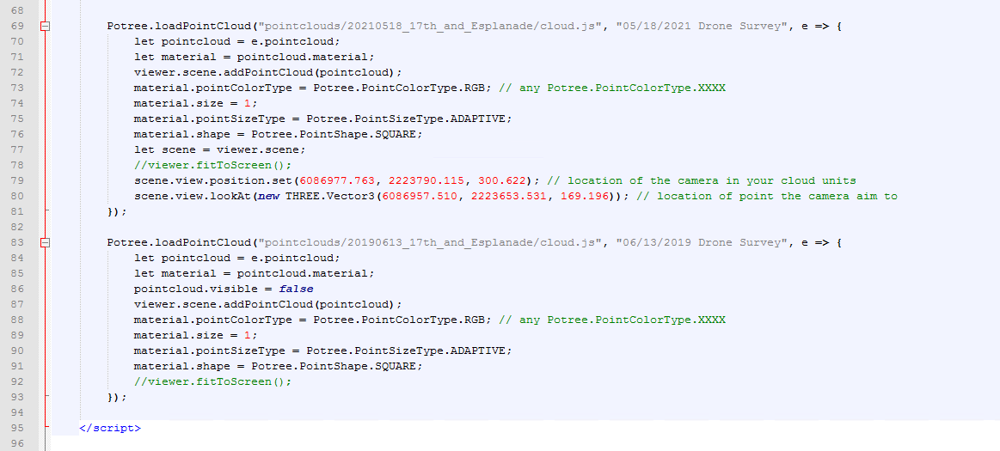 68
69 Potree.loadPointCloud("pointclouds/20210518_17th_and_Esplanade/cloud.js", "05/18/2021 Drone Survey", e => {
70 let pointcloud = e.pointcloud;
71 let material = pointcloud.material;
72 viewer.scene.addPointCloud(pointcloud);
73 material.pointColorType = Potree.PointColorType.RGB; // any Potree.PointColorType.XXXX
74 material.size = 1;
75 material.pointSizeType = Potree.PointSizeType.ADAPTIVE;
76 material.shape = Potree.PointShape.SQUARE;
77 let scene = viewer.scene;
78 //viewer.fitToScreen();
79 scene.view.position.set(6086977.763, 2223790.115, 300.622); // location of the camera in your cloud units
80 scene.view.lookAt(new THREE.Vector3(6086957.510, 2223653.531, 169.196)); // location of point the camera aim to
81 });
82
83 Potree.loadPointCloud("pointclouds/20190613_17th_and_Esplanade/cloud.js", "06/13/2019 Drone Survey", e => {
84 let pointcloud = e.pointcloud;
85 let material = pointcloud.material;
86 pointcloud.visible = false
87 viewer.scene.addPointCloud(pointcloud);
88 material.pointColorType = Potree.PointColorType.RGB; // any Potree.PointColorType.XXXX
89 material.size = 1;
90 material.pointSizeType = Potree.PointSizeType.ADAPTIVE;
91 material.shape = Potree.PointShape.SQUARE;
92 //viewer.fitToScreen();
93 });
94
95 </script>
96